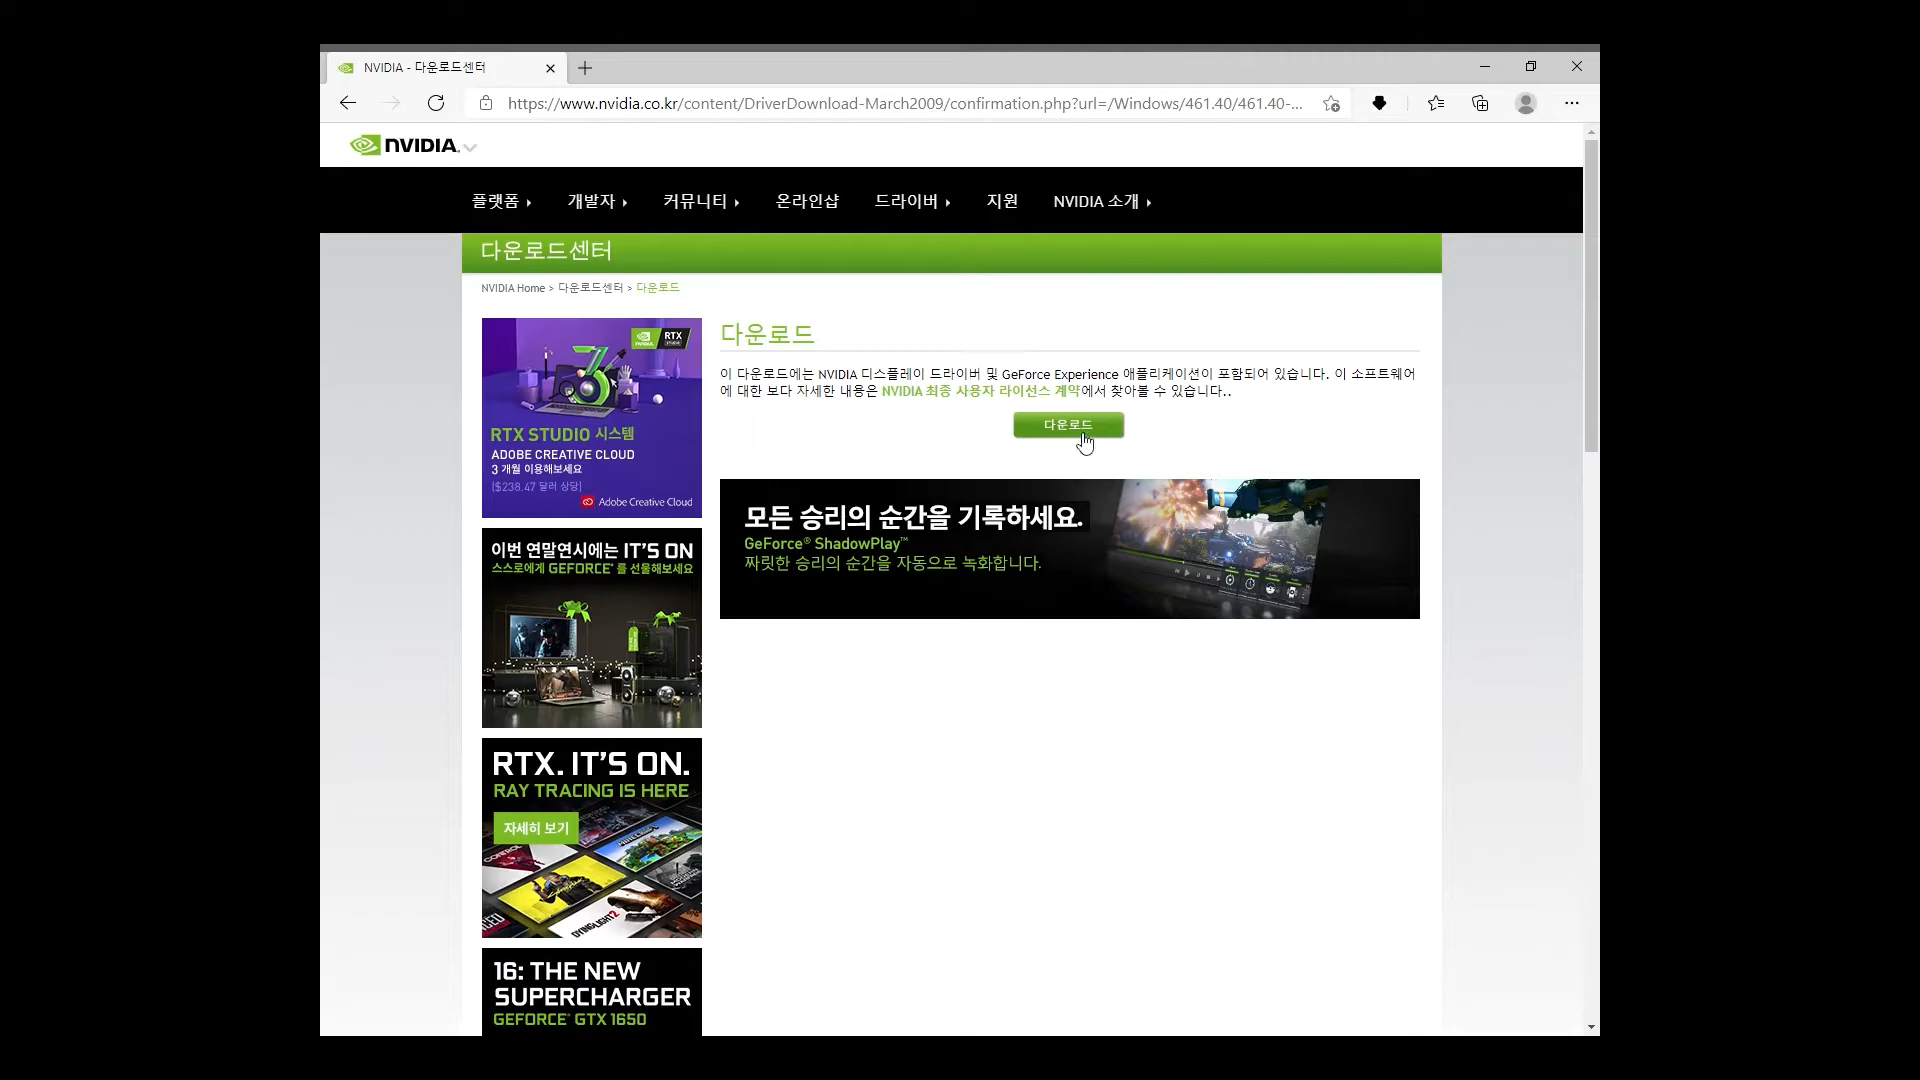 NVIDIA - 다운로드센터
https://www.nvidia.co.kr/content/DriverDownload-March2009/confirmation.php?url=/Windows/461.40/461.40-...
NVIDIA.
플랫폼 개발자 커뮤니티 온라인샵 드라이버 지원 NVIDIA 소개
다운로드센터
NVIDIA Home > 다운로드센터 > 다운로드
NVIDIA RTX STUDIO
RTX STUDIO 시스템
ADOBE CREATIVE CLOUD
3 개월 이용해보세요
[$238.47 달러 상당]
Adobe Creative Cloud
다운로드
이 다운로드에는 NVIDIA 디스플레이 드라이버 및 GeForce Experience 애플리케이션이 포함되어 있습니다. 이 소프트웨어
에 대한 보다 자세한 내용은 NVIDIA 최종 사용자 라이선스 계약에서 찾아볼 수 있습니다..
다운로드
모든 승리의 순간을 기록하세요.
GeForce® ShadowPlay™
짜릿한 승리의 순간을 자동으로 녹화합니다.
이번 연말연시에는 IT'S ON
스스로에게 GEFORCE® 를 선물해보세요
RTX. IT'S ON.
RAY TRACING IS HERE
자세히 보기
CONTROL
MINECRAFT
DYING LIGHT 2
16: THE NEW
SUPERCHARGER
GEFORCE® GTX 1650